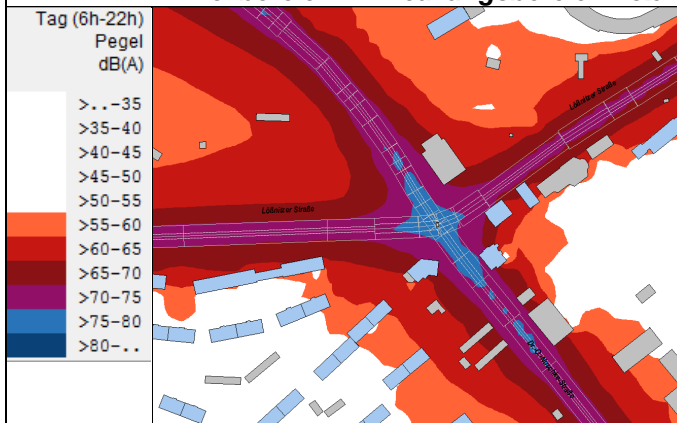 Tag (6h-22h)
Pegel
dB(A)
>..-35
>35-40
>40-45
>45-50
>50-55
>55-60
>60-65
>65-70
>70-75
>75-80
>80-..
Lößnitzer Straße
Lößnitzer Straße